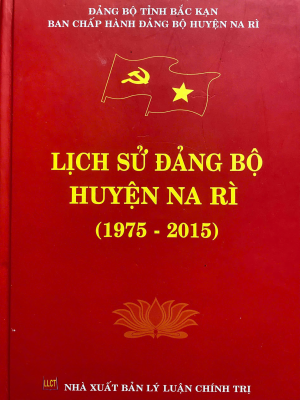 ĐẢNG BỘ TỈNH BẮC KẠN
BAN CHẤP HÀNH ĐẢNG BỘ HUYỆN NA RÌ
LỊCH SỬ ĐẢNG BỘ
HUYỆN NA RÌ
(1975 - 2015)
LLCT
NHÀ XUẤT BẢN LÝ LUẬN CHÍNH TRỊ